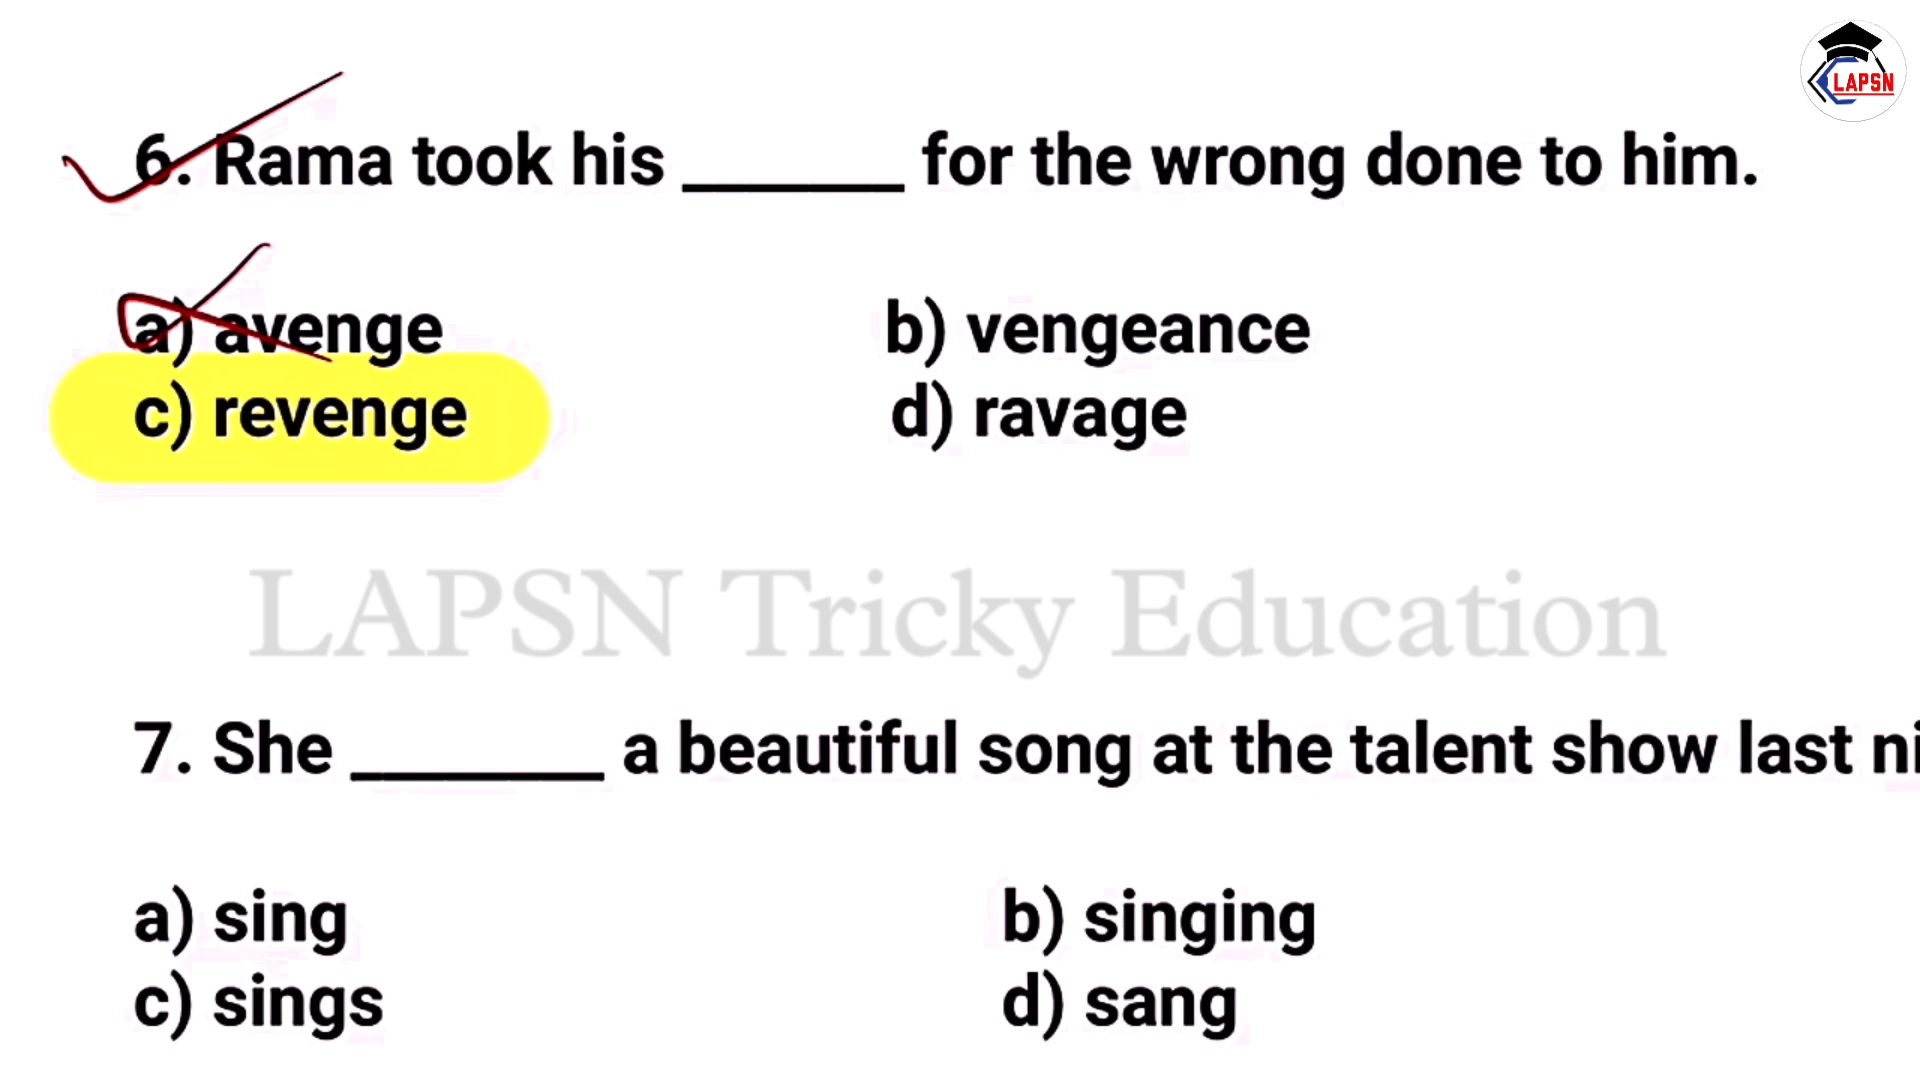 LAPSN
6. Rama took his _______ for the wrong done to him.
a) avenge b) vengeance
c) revenge d) ravage
LAPSN Tricky Education
7. She ________ a beautiful song at the talent show last ni
a) sing b) singing
c) sings d) sang